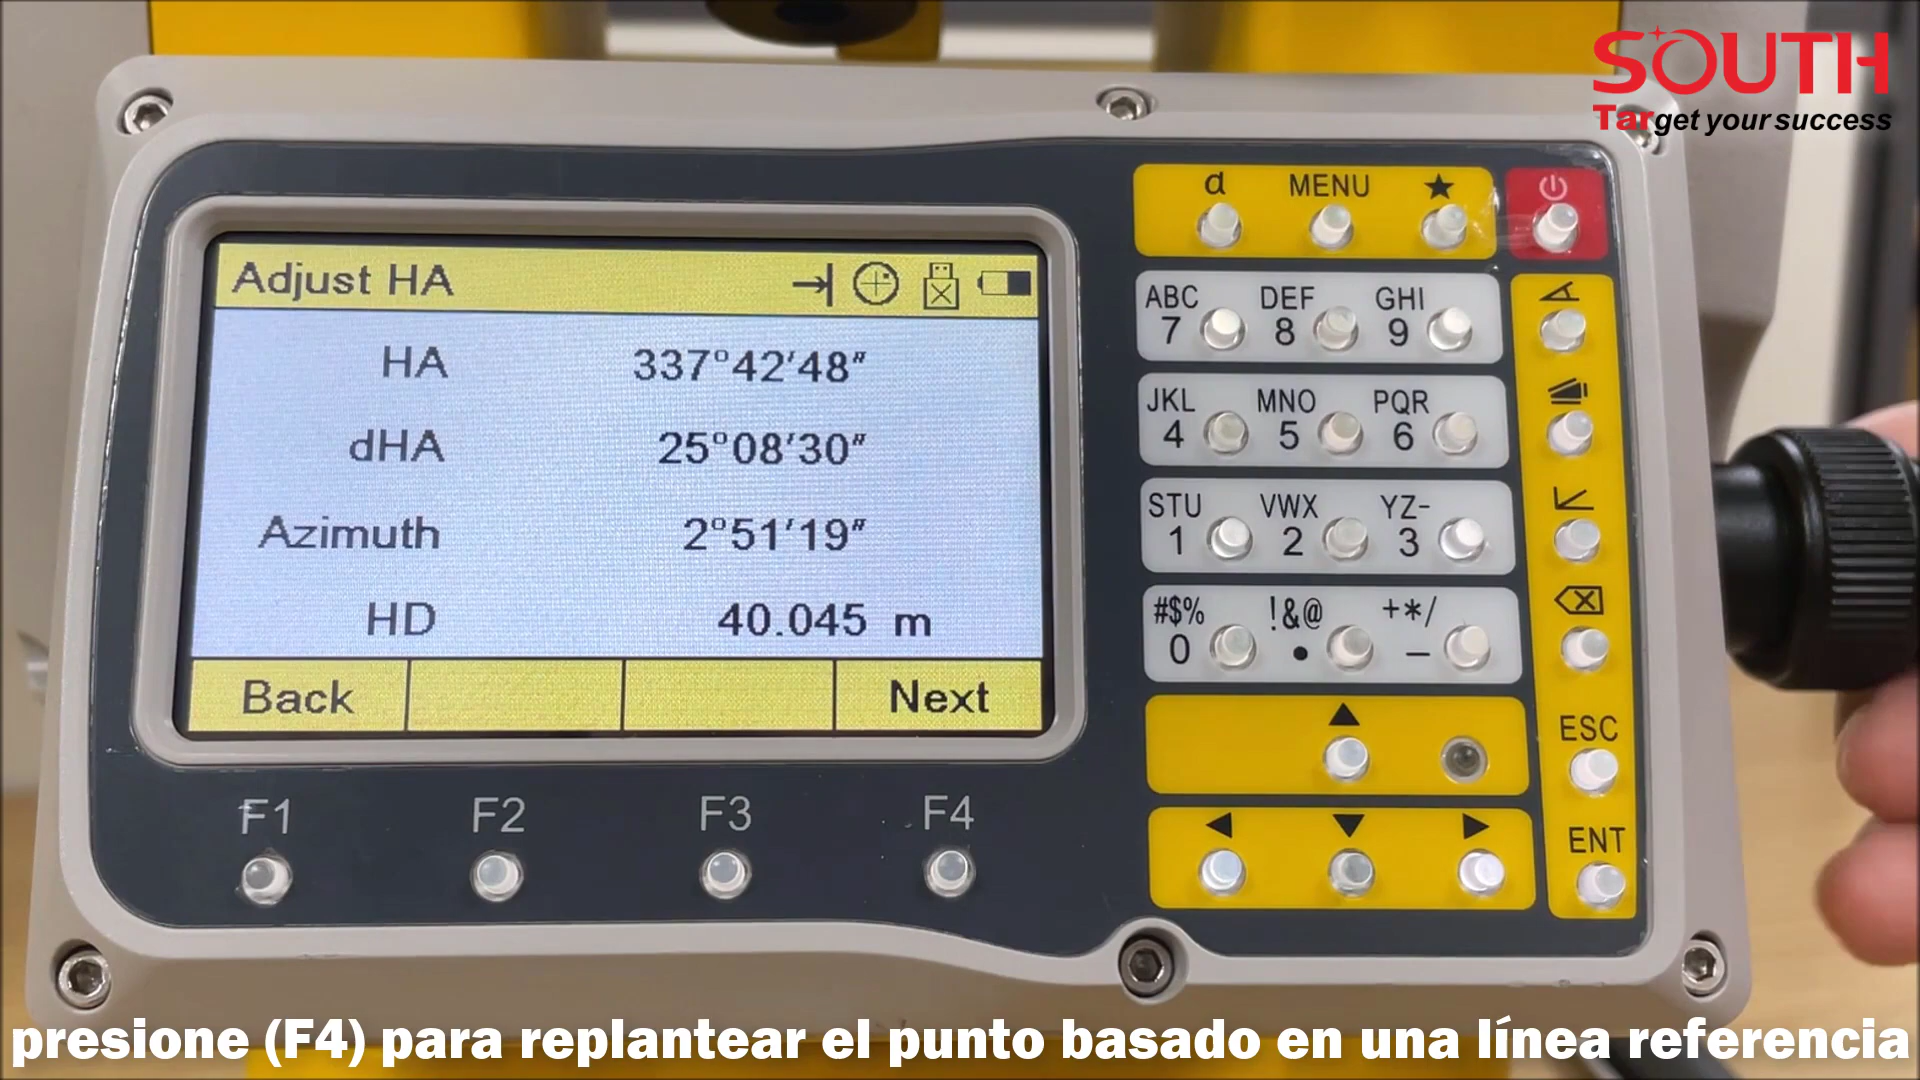 SOUTH
Target your success
Adjust HA
HA 337°42′48″
dHA 25°08′30″
Azimuth 2°51′19″
HD 40.045 m
Back Next
F1 F2 F3 F4
α MENU ★
ABC DEF GHI
7 8 9
JKL MNO PQR
4 5 6
STU VWX YZ-
1 2 3
#$% !&@ +*/
0 • −
ESC
ENT
presione (F4) para replantear el punto basado en una línea referencia